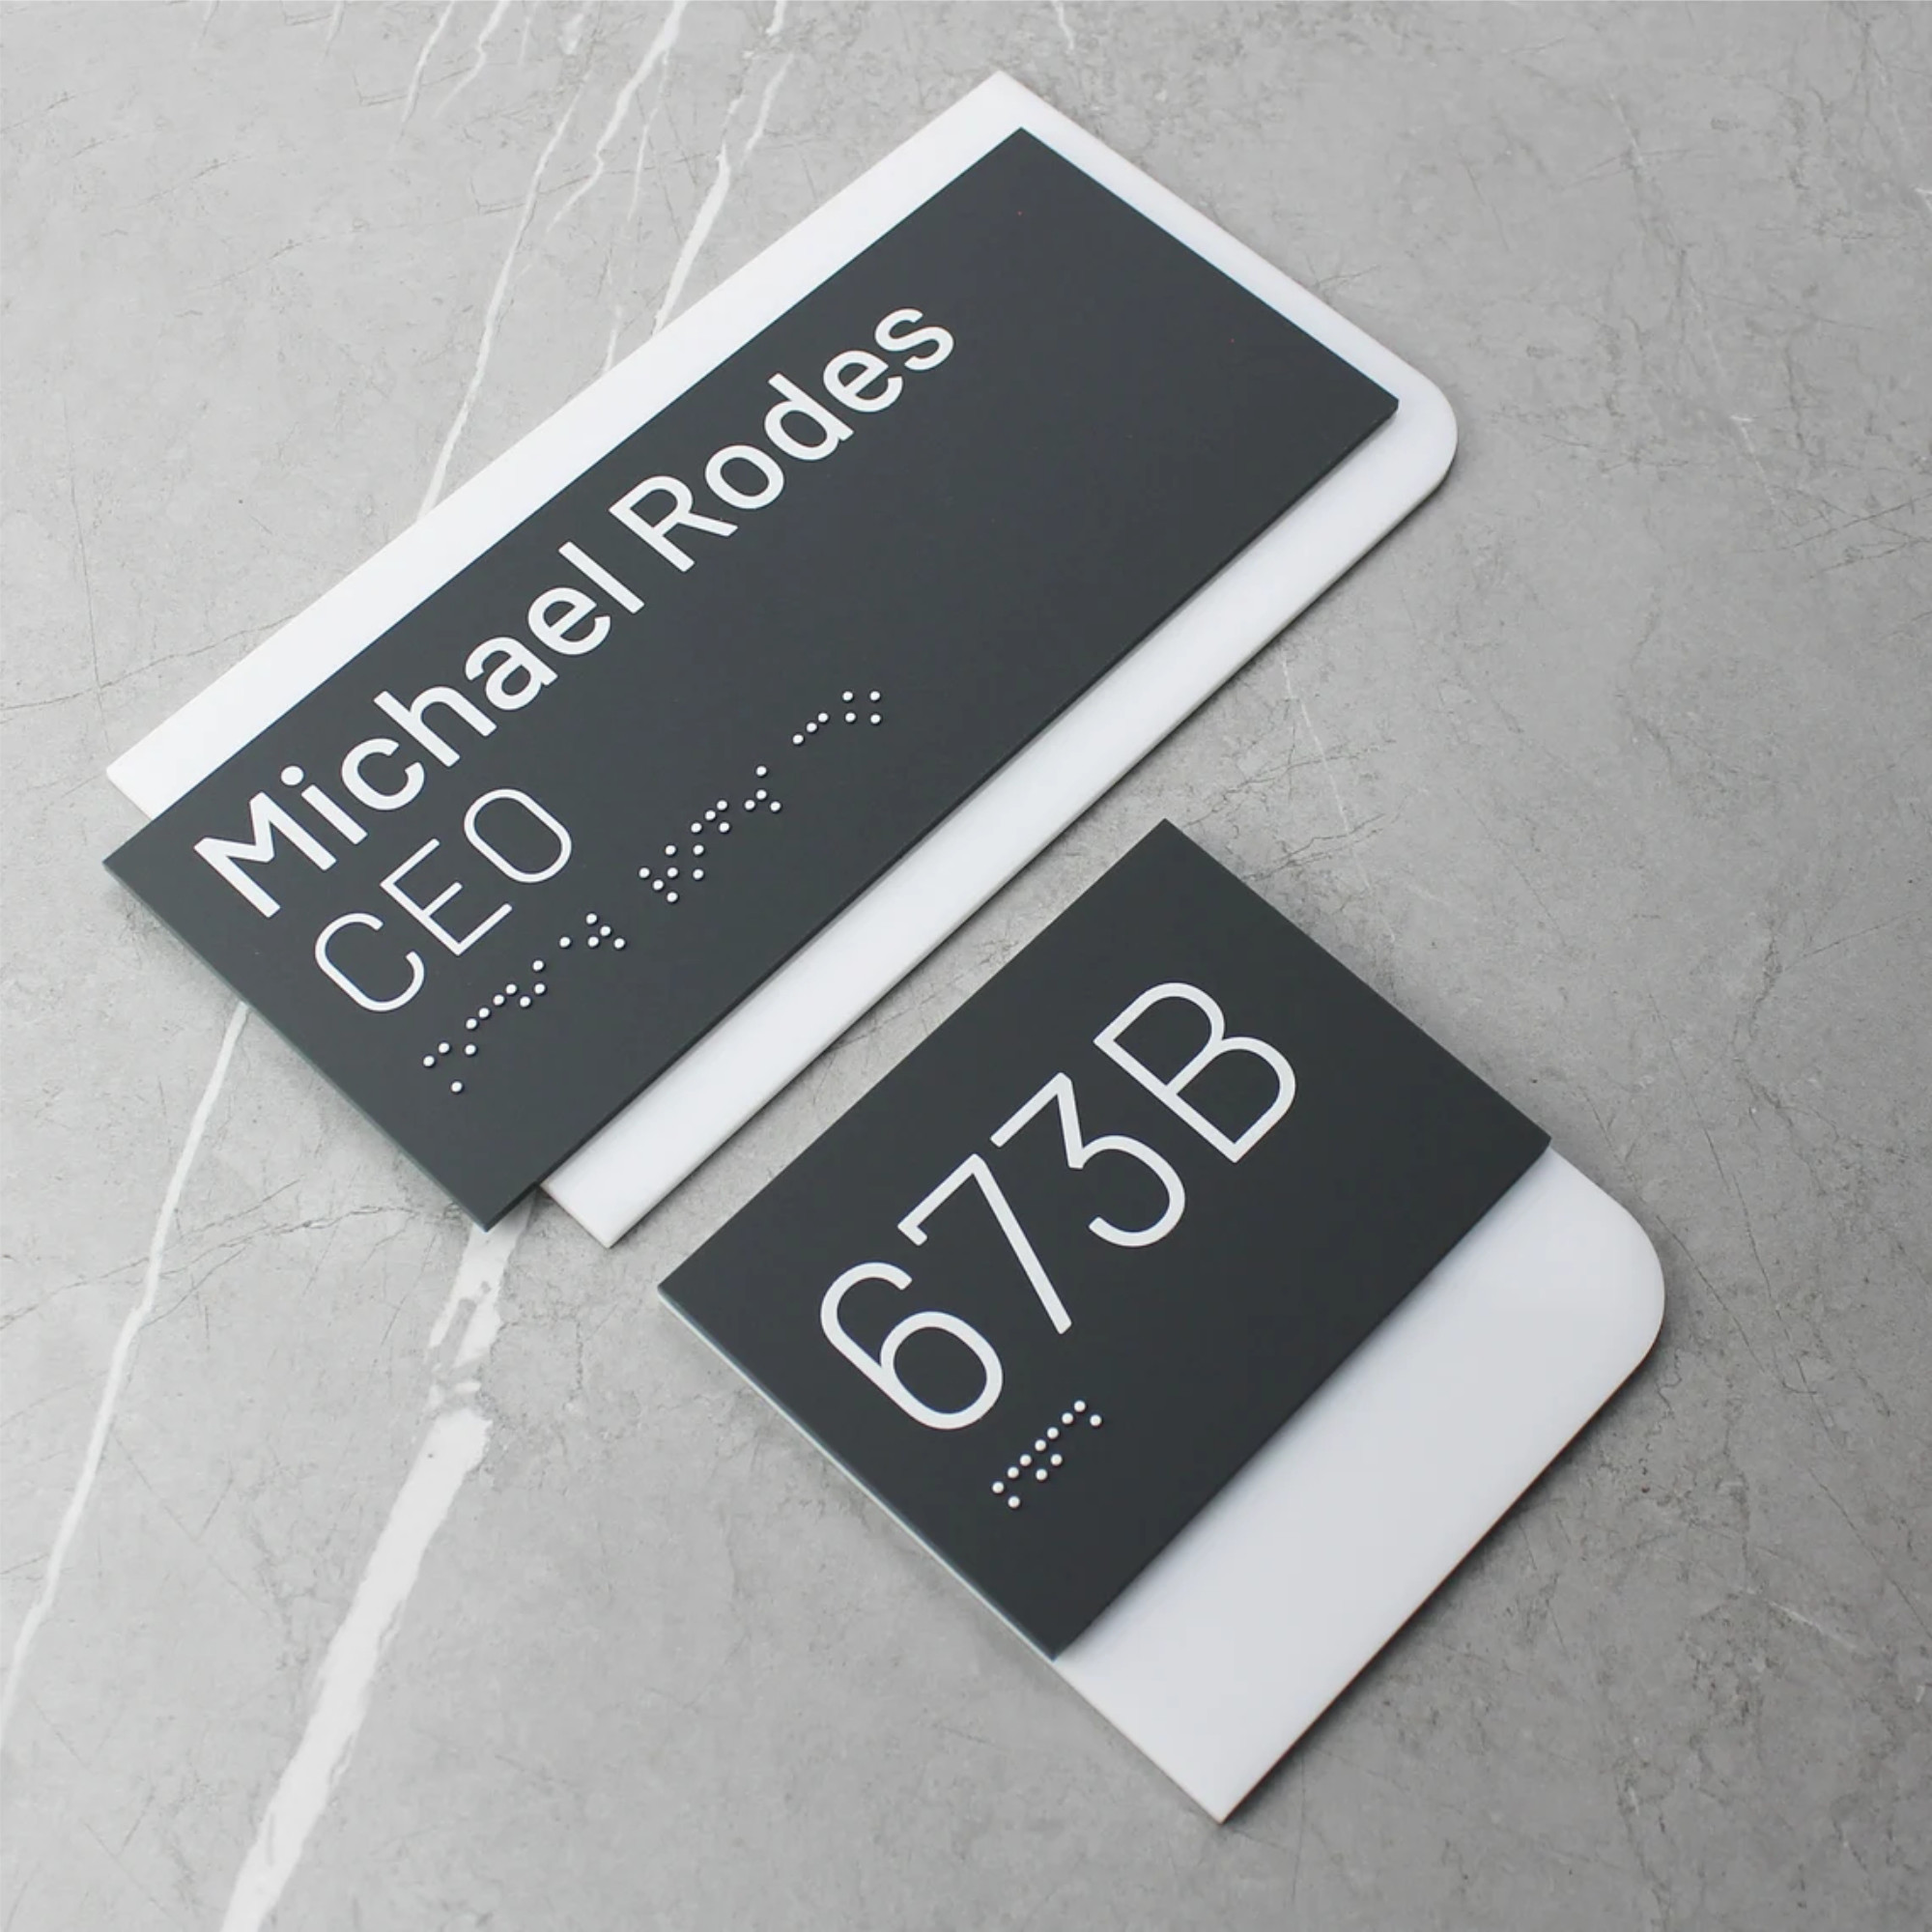 Michael Rodes
CEO
673B